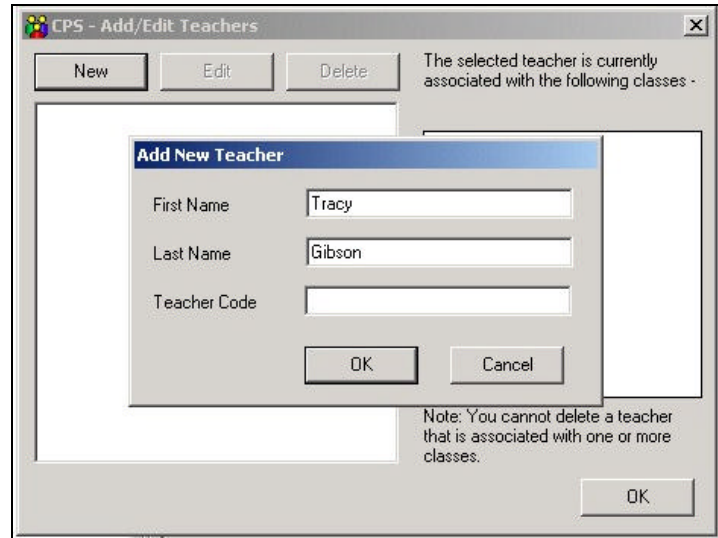 CPS - Add/Edit Teachers
New Edit Delete
The selected teacher is currently
associated with the following classes -
Add New Teacher
First Name Tracy
Last Name Gibson
Teacher Code
OK Cancel
Note: You cannot delete a teacher
that is associated with one or more
classes.
OK